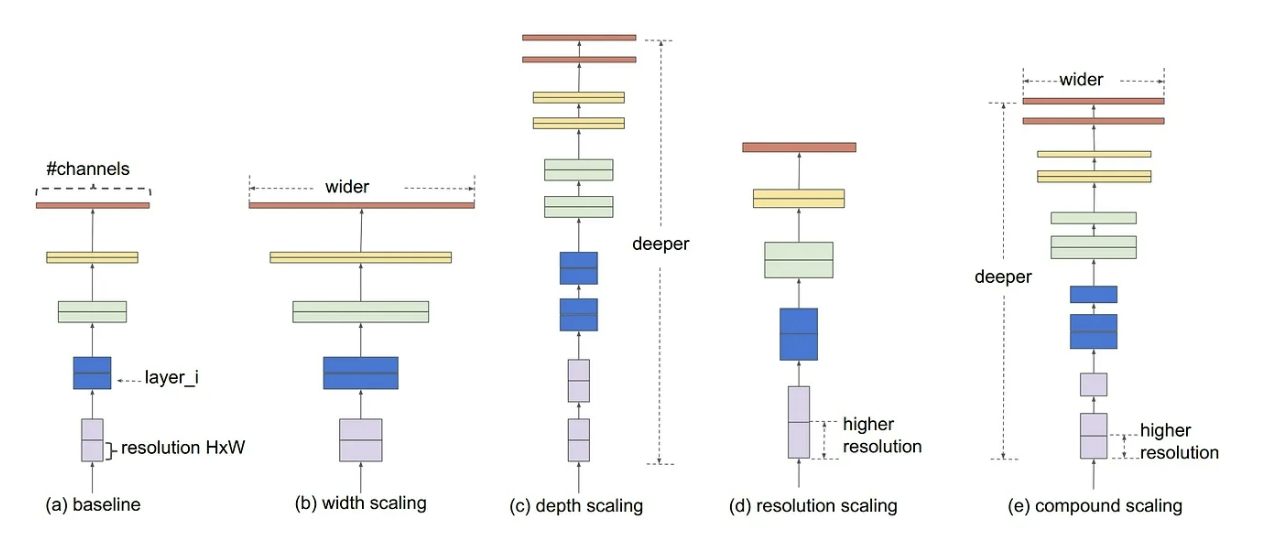 #channels
layer_i
resolution HxW
(a) baseline
wider
(b) width scaling
deeper
(c) depth scaling
higher
resolution
(d) resolution scaling
wider
deeper
higher
resolution
(e) compound scaling